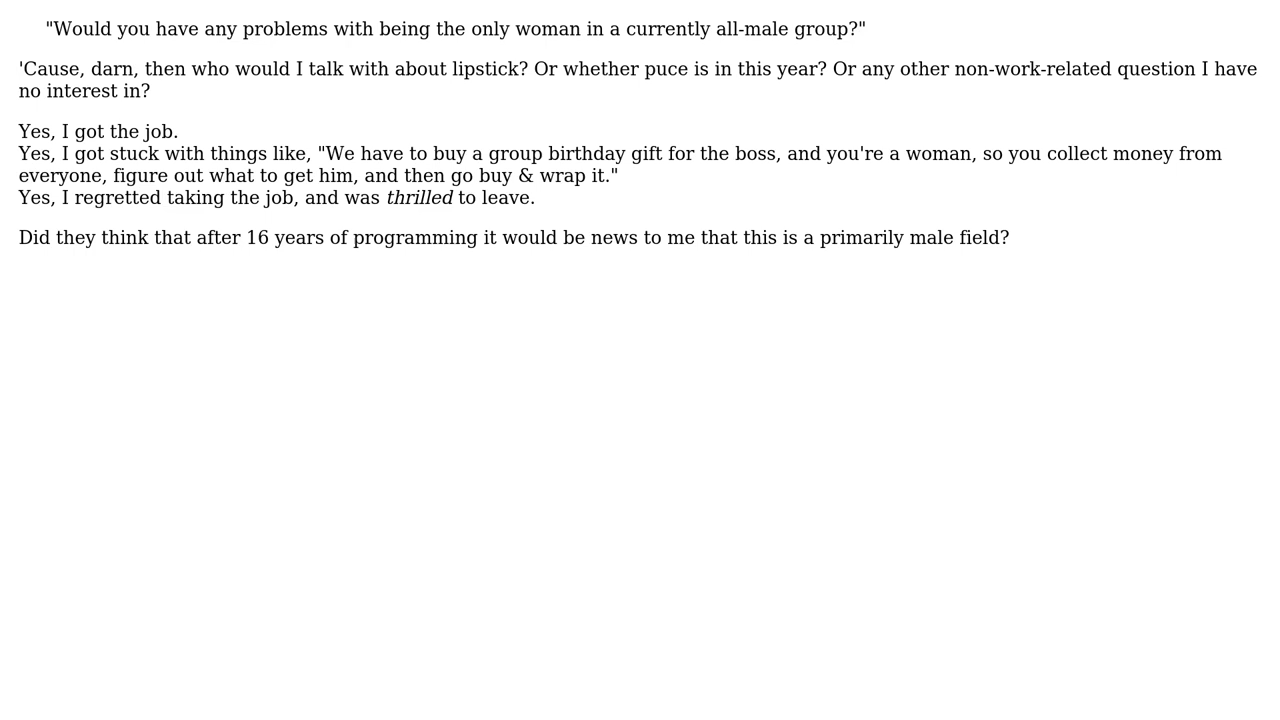 "Would you have any problems with being the only woman in a currently all-male group?"
'Cause, darn, then who would I talk with about lipstick? Or whether puce is in this year? Or any other non-work-related question I have
no interest in?
Yes, I got the job.
Yes, I got stuck with things like, "We have to buy a group birthday gift for the boss, and you're a woman, so you collect money from
everyone, figure out what to get him, and then go buy & wrap it."
Yes, I regretted taking the job, and was thrilled to leave.
Did they think that after 16 years of programming it would be news to me that this is a primarily male field?